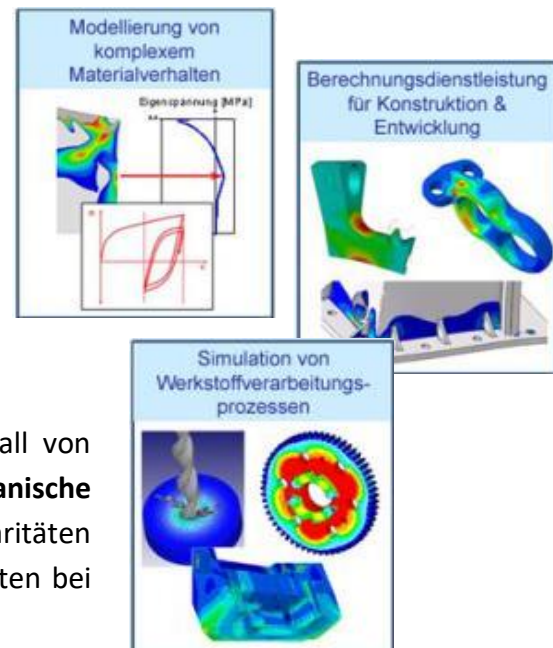 Modellierung von
komplexem
Materialverhalten
Eigenspannung [MPa]
Berechnungsdienstleistung
für Konstruktion &
Entwicklung
Simulation von
Werkstoffverarbeitungs-
prozessen
all von
anische
ritäten
ten bei